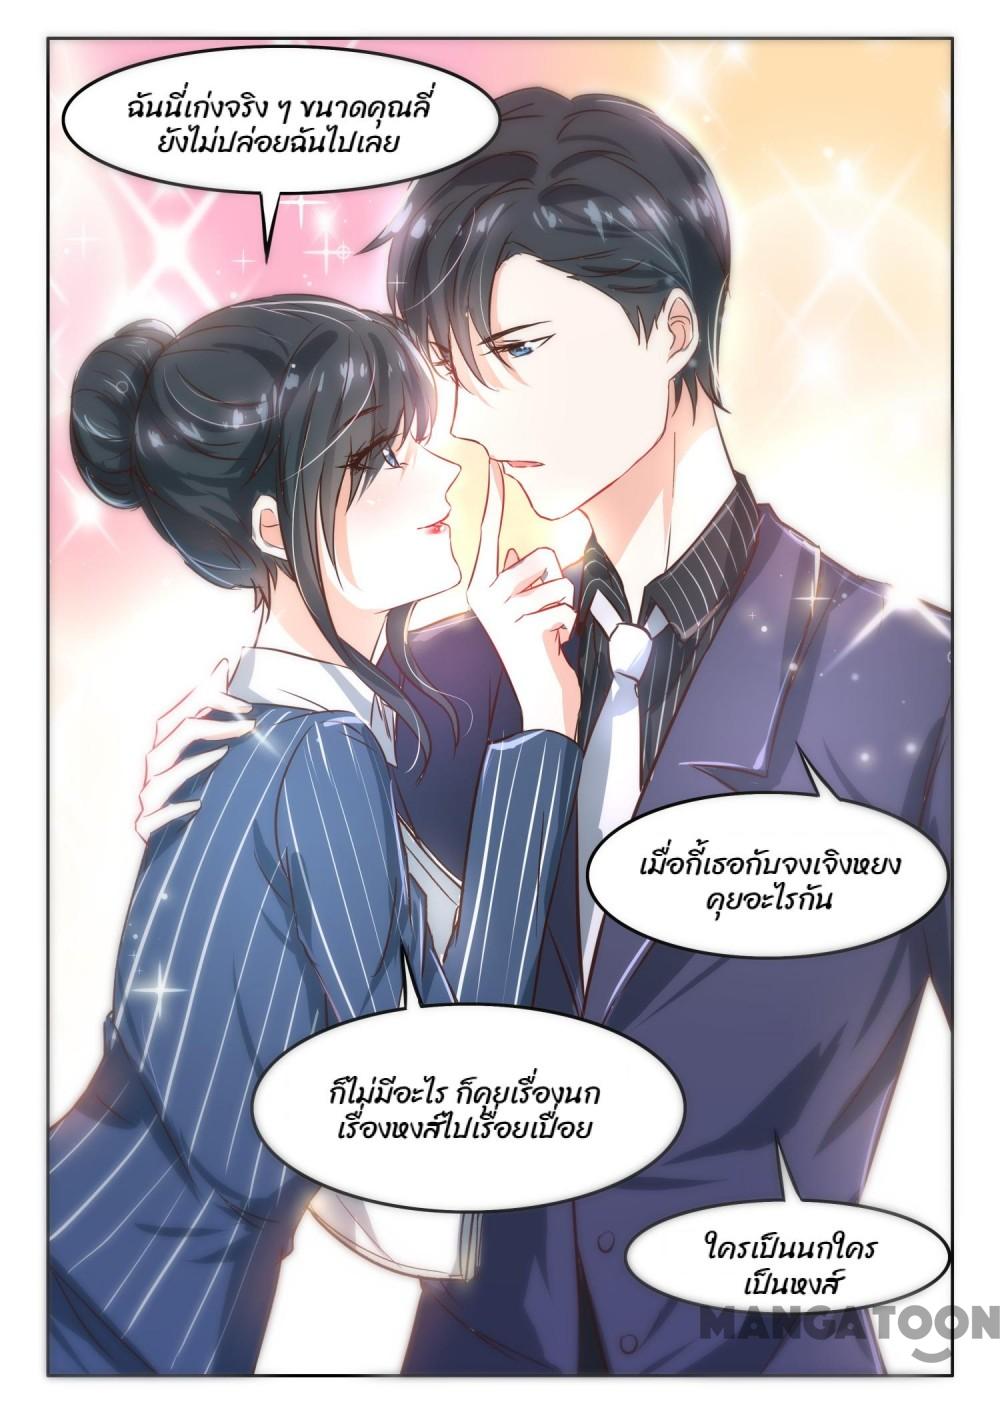 ฉันนี่เก่งจริง ๆ ขนาดคุณลี่
ยังไม่ปล่อยฉันไปเลย
เมื่อกี้เธอกับจงเจิงหยง
คุยอะไรกัน
ก็ไม่มีอะไร ก็คุยเรื่องนก
เรื่องหงส์ไปเรื่อยเปื่อย
ใครเป็นนกใคร
เป็นหงส์
MANGATOON